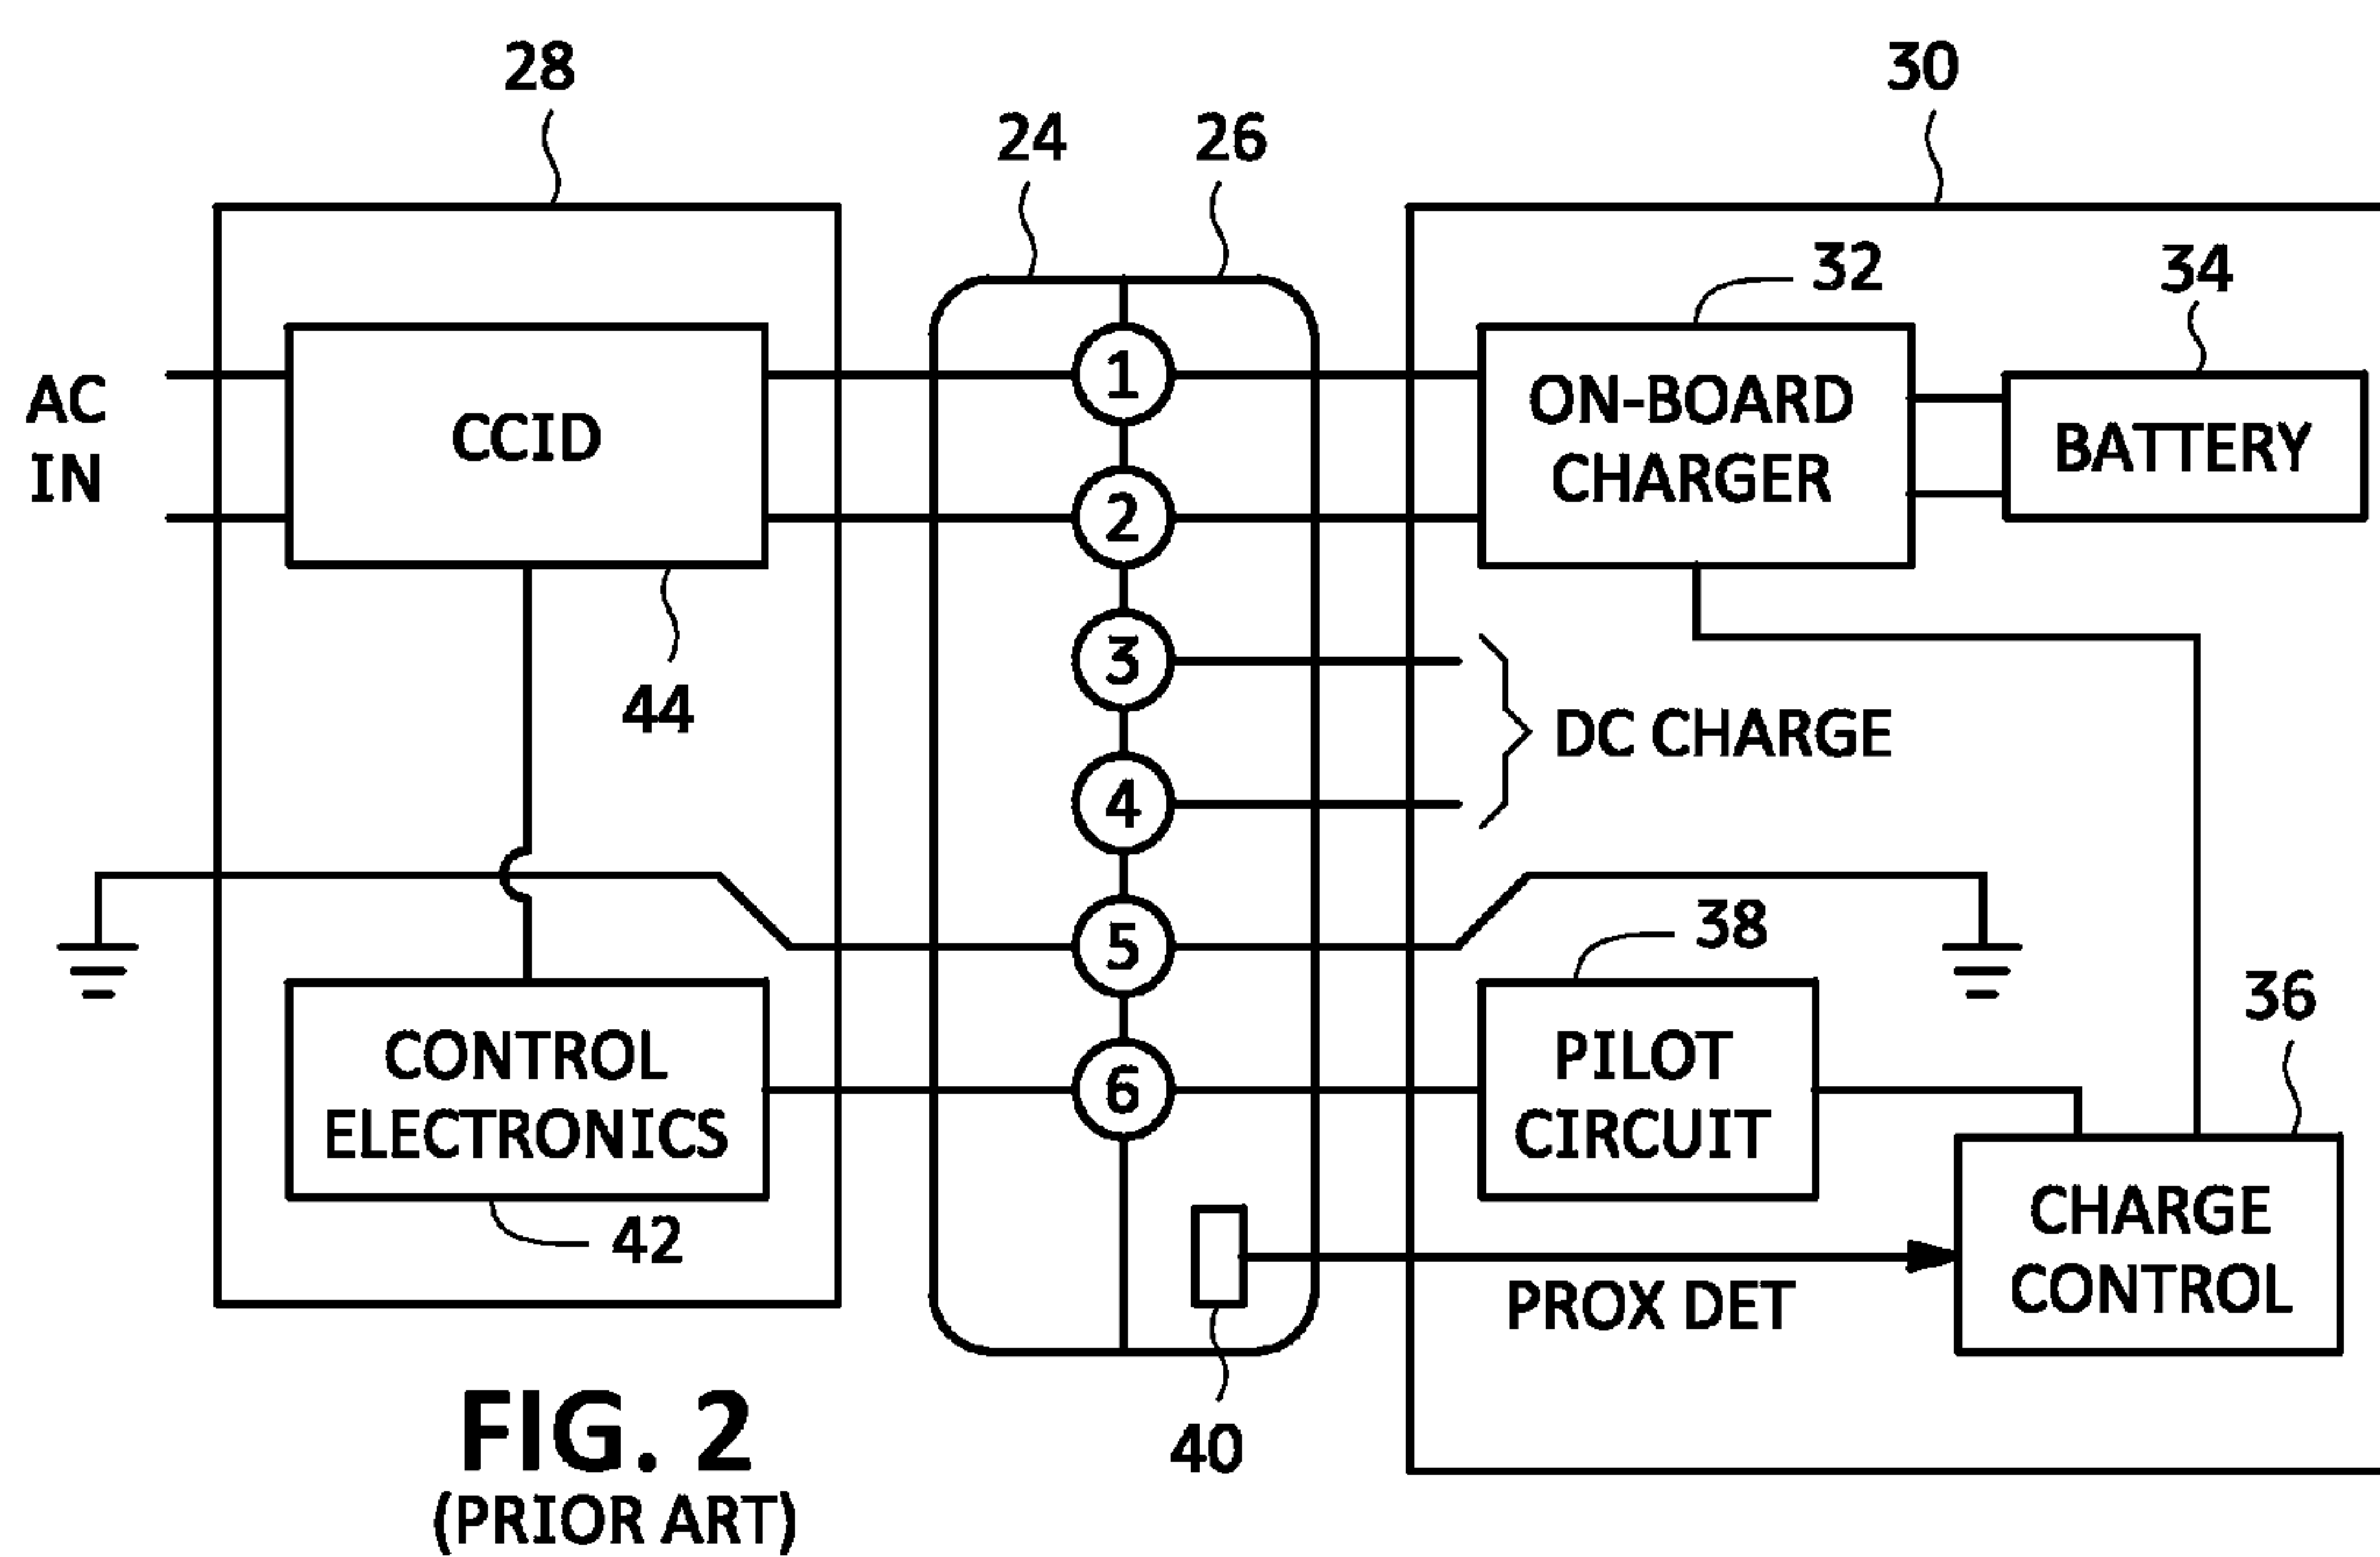 28
30
24
26
32
34
AC
IN
CCID
1
ON-BOARD
CHARGER
BATTERY
2
3
44
DC CHARGE
4
5
38
36
CONTROL
ELECTRONICS
6
PILOT
CIRCUIT
42
CHARGE
CONTROL
PROX DET
40
FIG. 2
(PRIOR ART)